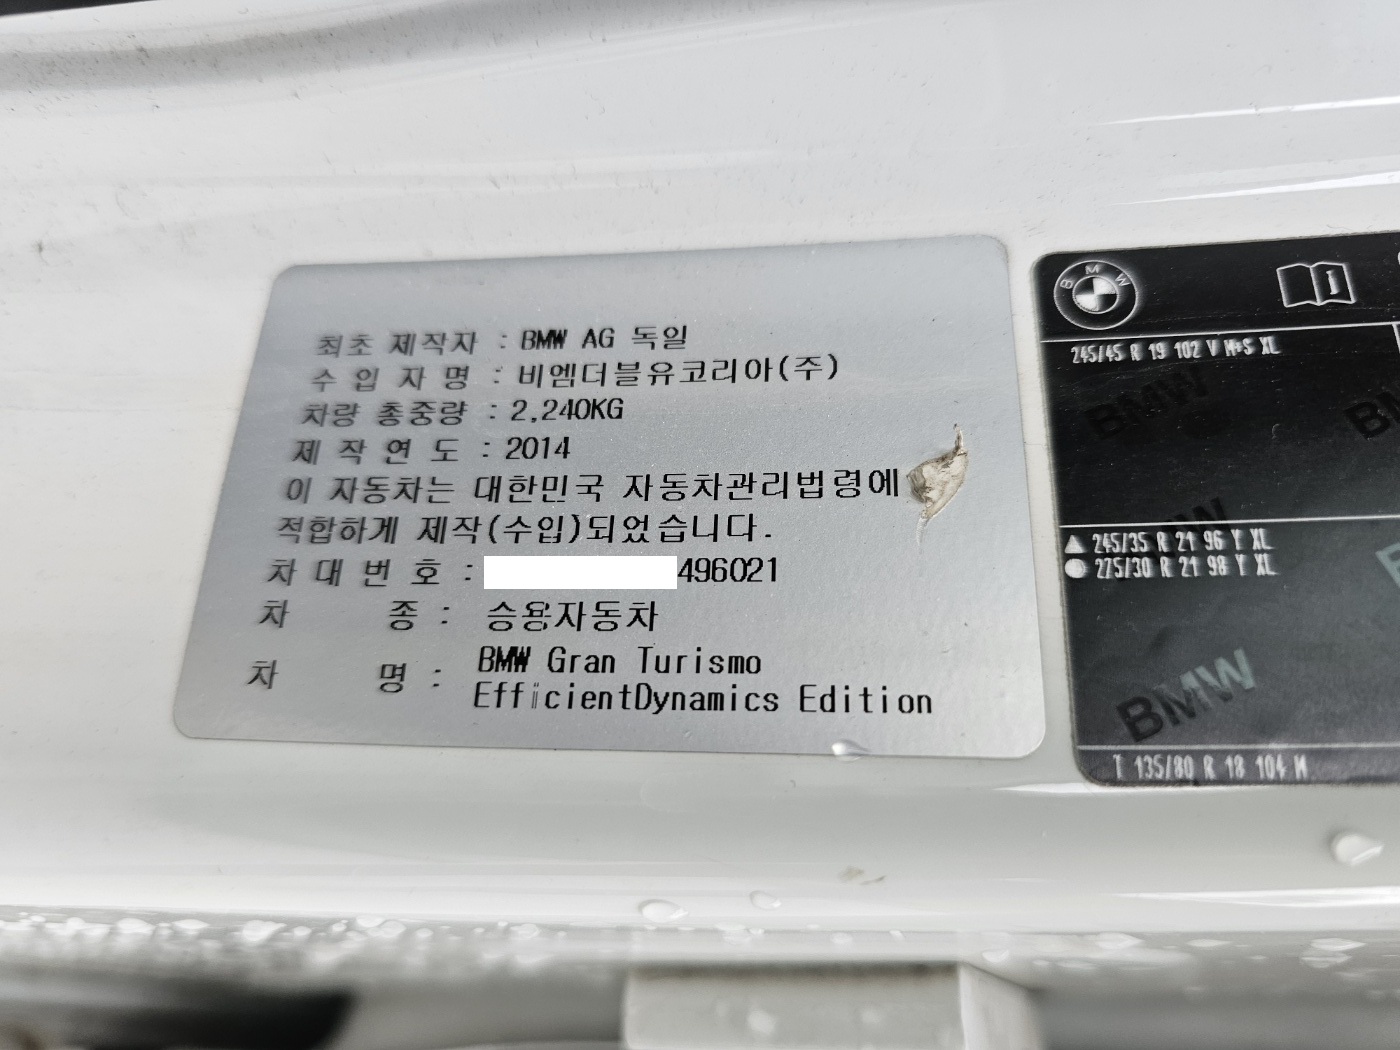 최초 제작자 : BMW AG 독일
수 입 자 명 : 비엠더블유코리아(주)
차량 총중량 : 2,240KG
제 작 연 도 : 2014
이 자동차는 대한민국 자동차관리법령에
적합하게 제작(수입)되었습니다.
차 대 번 호 : 496021
차 종 : 승용자동차
차 명 : BMW Gran Turismo
EfficientDynamics Edition
BMW
245/45 R 19 102 V M+S XL
BMW
245/35 R 21 96 Y XL
275/30 R 21 98 Y XL
BMW
T 135/80 R 18 104 M